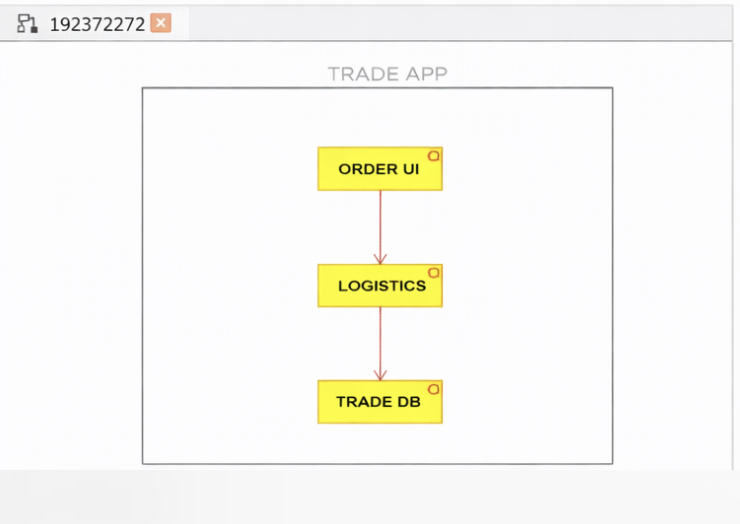 192372272
TRADE APP
ORDER UI
LOGISTICS
TRADE DB